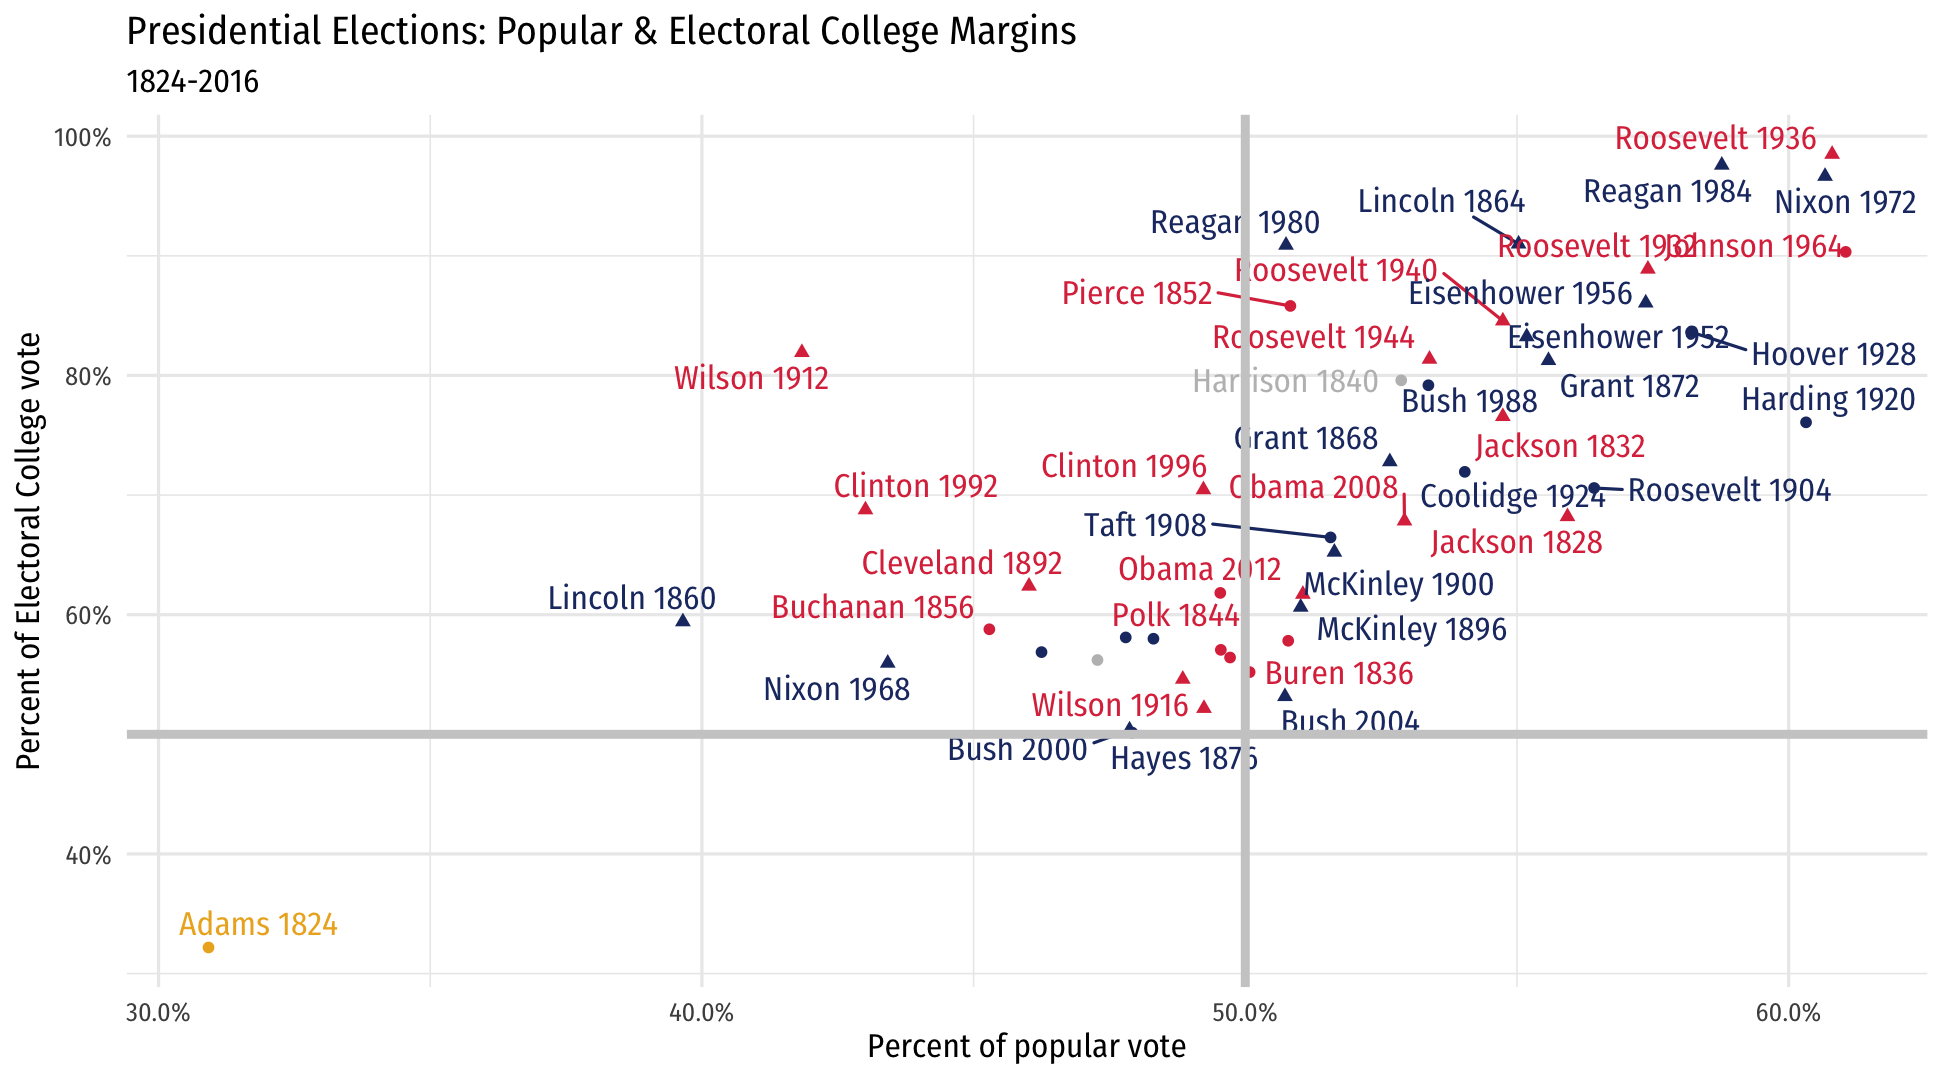 Presidential Elections: Popular & Electoral College Margins
1824-2016
Percent of Electoral College vote
100%
80%
60%
40%
Roosevelt 1936
Reagan 1984
Nixon 1972
Lincoln 1864
Reagan 1980
Roosevelt 1932
Johnson 1964
Roosevelt 1940
Pierce 1852
Eisenhower 1956
Roosevelt 1944
Eisenhower 1952
Hoover 1928
Wilson 1912
Harrison 1840
Grant 1872
Bush 1988
Harding 1920
Grant 1868
Jackson 1832
Clinton 1996
Clinton 1992
Obama 2008
Coolidge 1924
Roosevelt 1904
Taft 1908
Jackson 1828
Cleveland 1892
Obama 2012
McKinley 1900
Lincoln 1860
Buchanan 1856
Polk 1844
McKinley 1896
Buren 1836
Nixon 1968
Wilson 1916
Bush 2004
Bush 2000
Hayes 1876
Adams 1824
30.0%
40.0%
50.0%
60.0%
Percent of popular vote